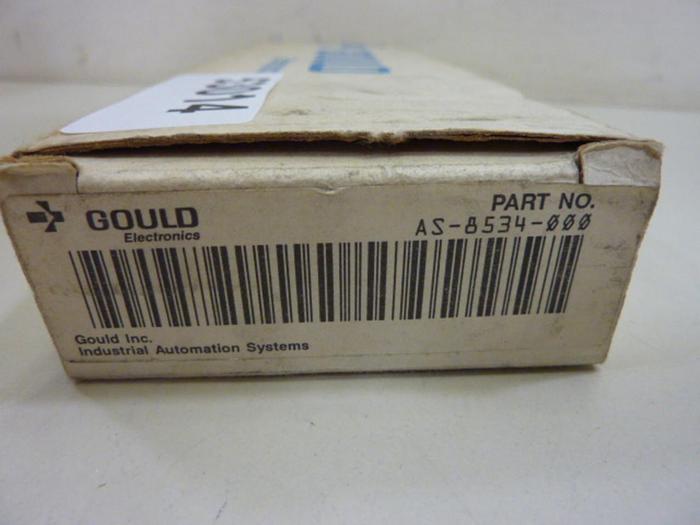 GOULD
Electronics
PART NO.
AS-8534-000
Gould Inc.
Industrial Automation Systems